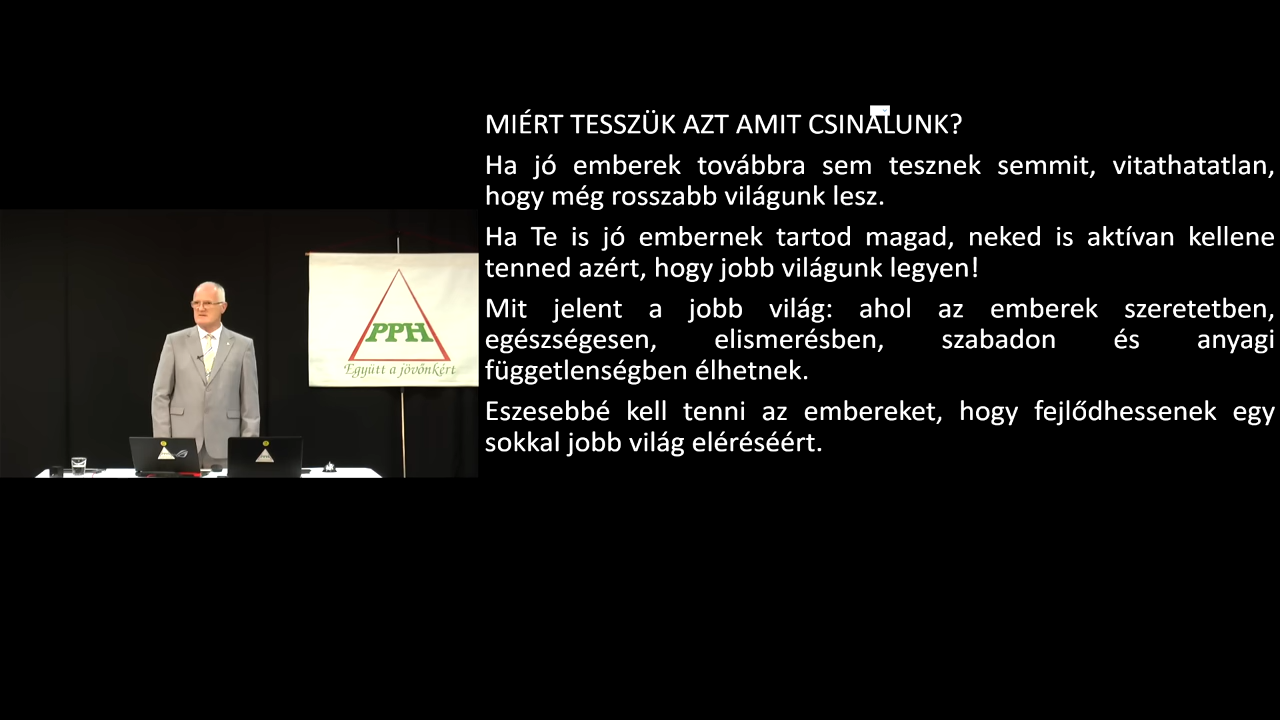 MIÉRT TESSZÜK AZT AMIT CSINÁLUNK?
Ha jó emberek továbbra sem tesznek semmit, vitathatatlan,
hogy még rosszabb világunk lesz.
Ha Te is jó embernek tartod magad, neked is aktívan kellene
tenned azért, hogy jobb világunk legyen!
Mit jelent a jobb világ: ahol az emberek szeretetben,
egészségesen, elismerésben, szabadon és anyagi
függetlenségben élhetnek.
Eszesebbé kell tenni az embereket, hogy fejlődhessenek egy
sokkal jobb világ eléréséért.
PPH
Együtt a jövőnkért